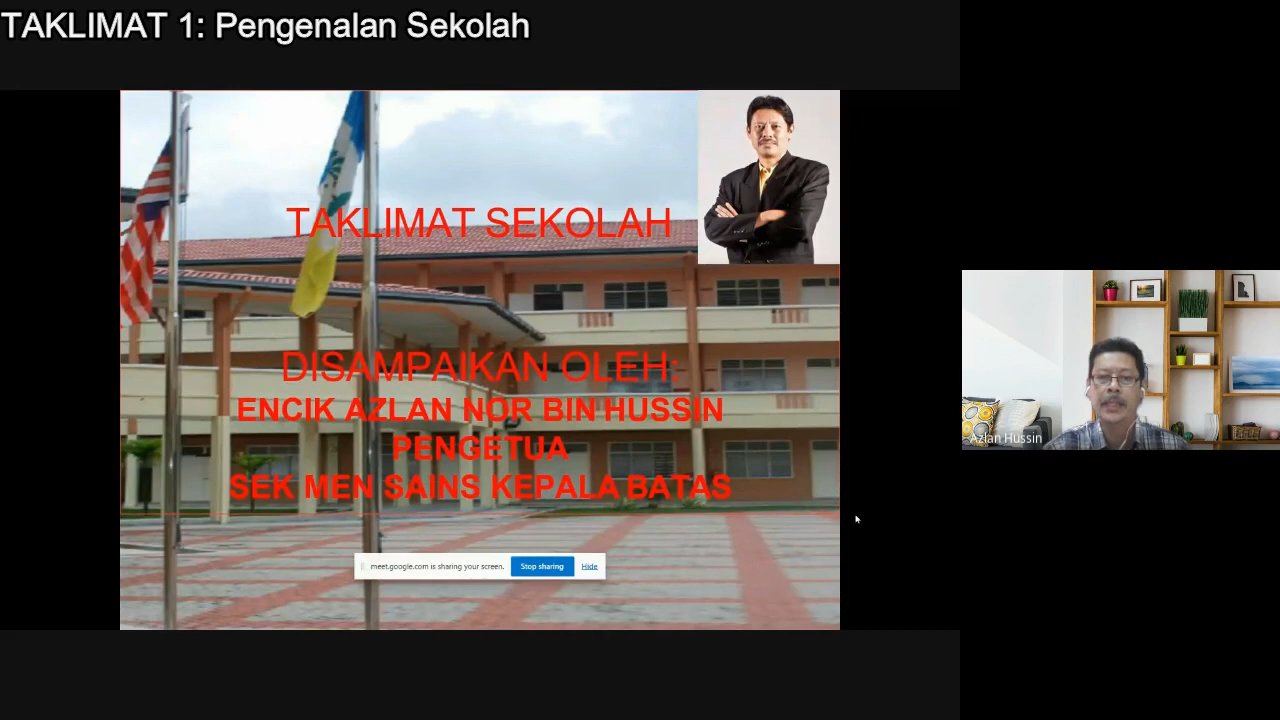 TAKLIMAT 1: Pengenalan Sekolah
TAKLIMAT SEKOLAH
DISAMPAIKAN OLEH:
ENCIK AZLAN NOR BIN HUSSIN
PENGETUA
SEK MEN SAINS KEPALA BATAS
meet.google.com is sharing your screen. Stop sharing Hide
Azlan Hussin